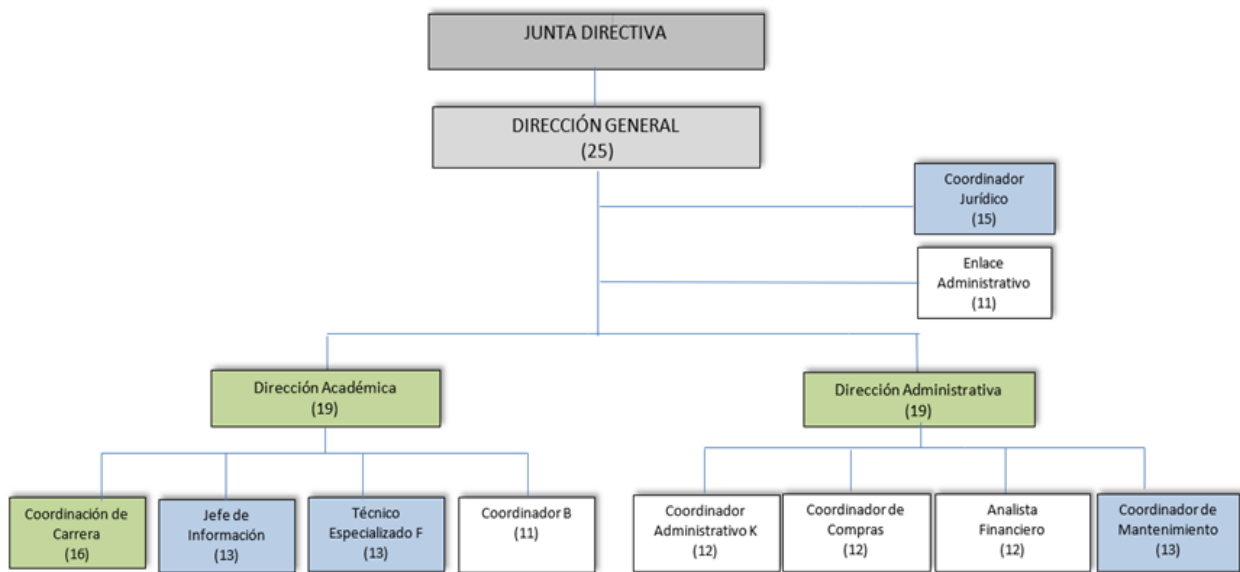 JUNTA DIRECTIVA
DIRECCIÓN GENERAL
(25)
Coordinador
Jurídico
(15)
Enlace
Administrativo
(11)
Dirección Académica
(19)
Dirección Administrativa
(19)
Coordinación de
Carrera
(16)
Jefe de
Información
(13)
Técnico
Especializado F
(13)
Coordinador B
(11)
Coordinador
Administrativo K
(12)
Coordinador de
Compras
(12)
Analista
Financiero
(12)
Coordinador de
Mantenimiento
(13)